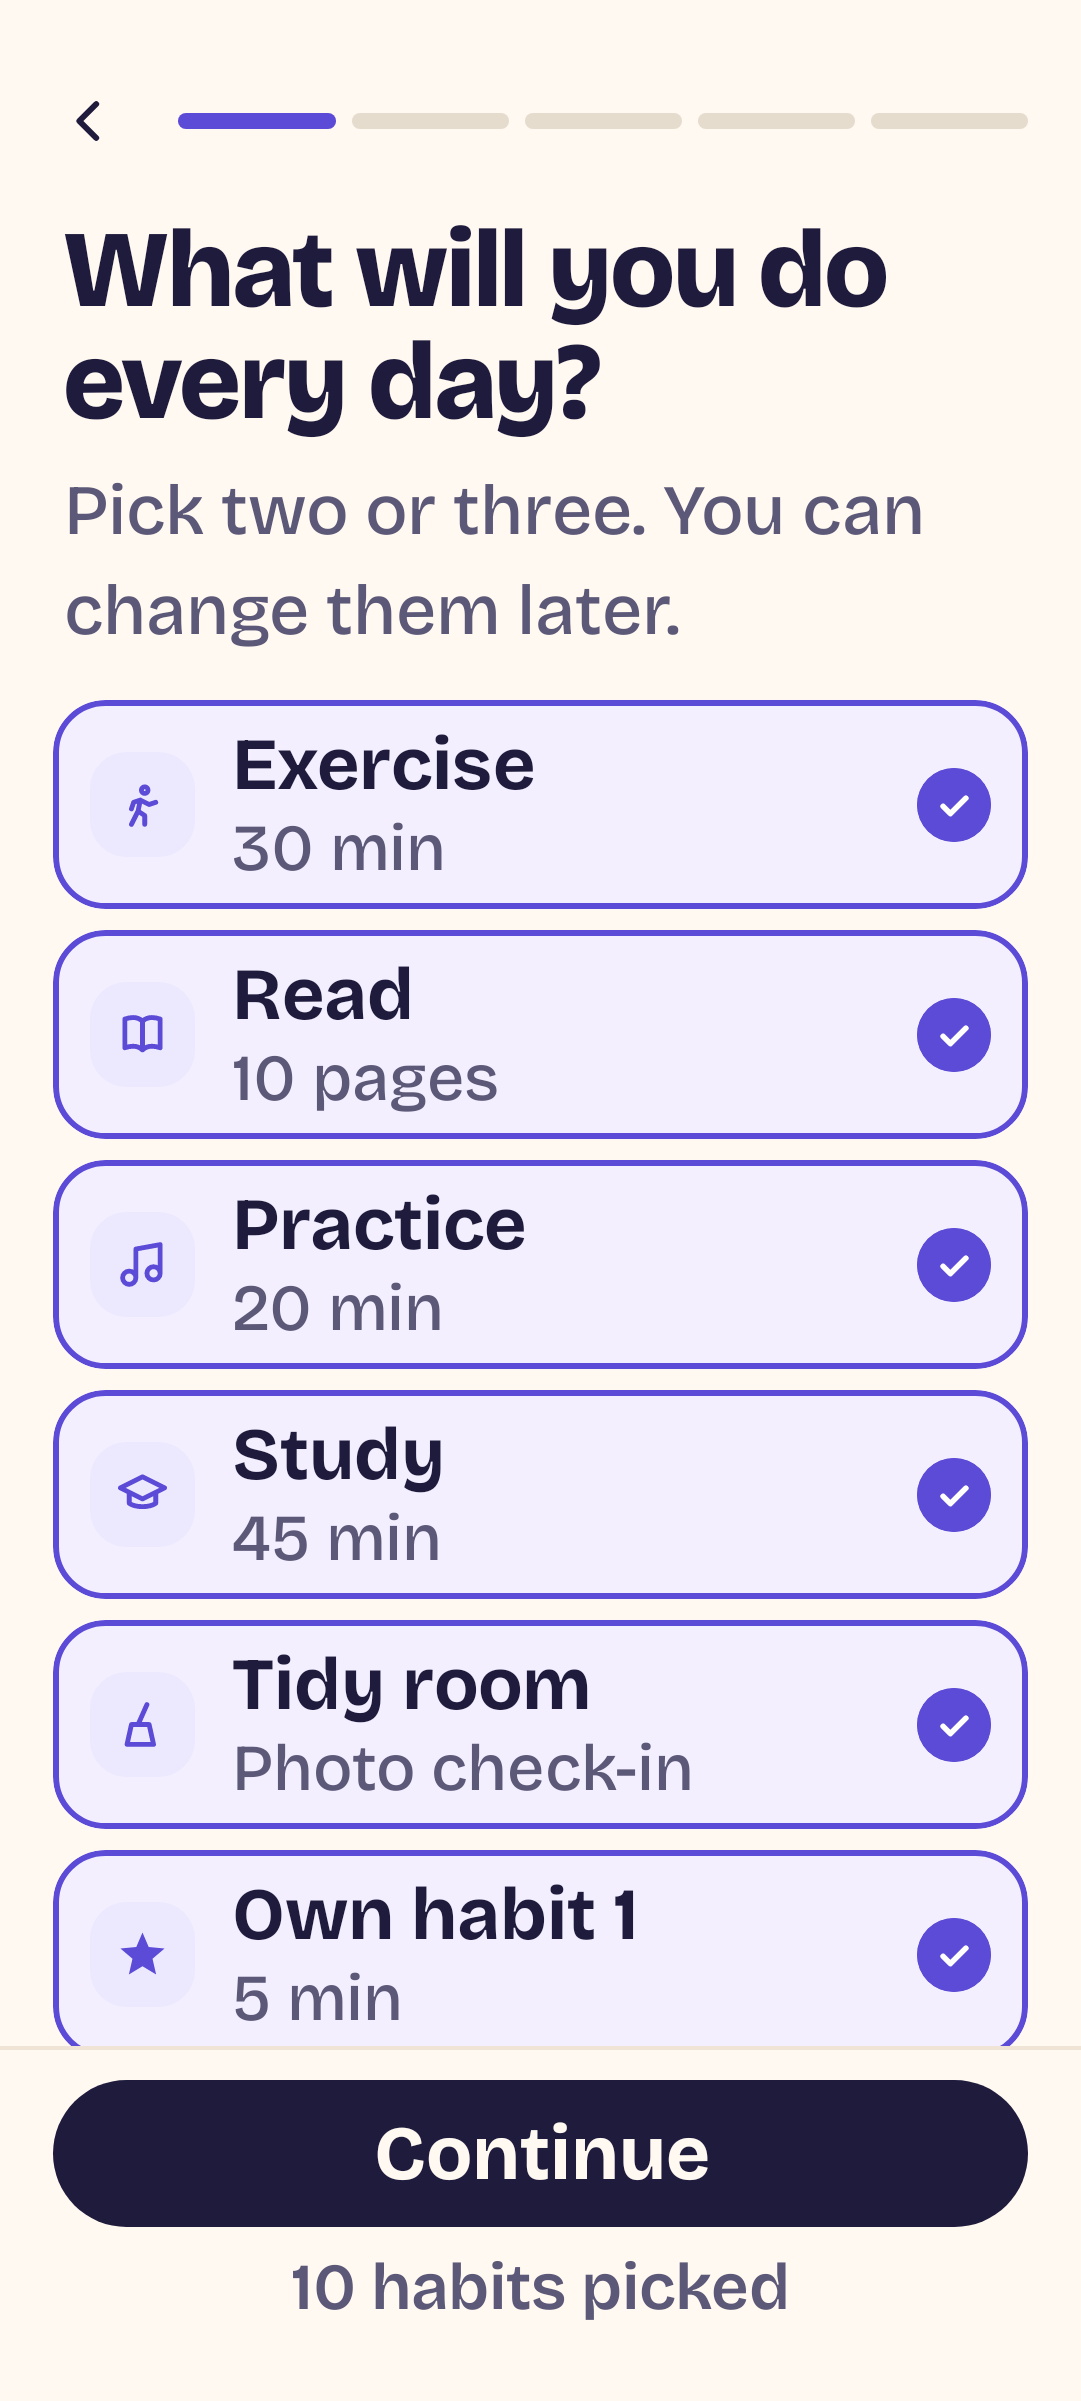 What will you do
every day?
Pick two or three. You can
change them later.
Exercise
30 min
Read
10 pages
Practice
20 min
Study
45 min
Tidy room
Photo check-in
Own habit 1
5 min
Continue
10 habits picked